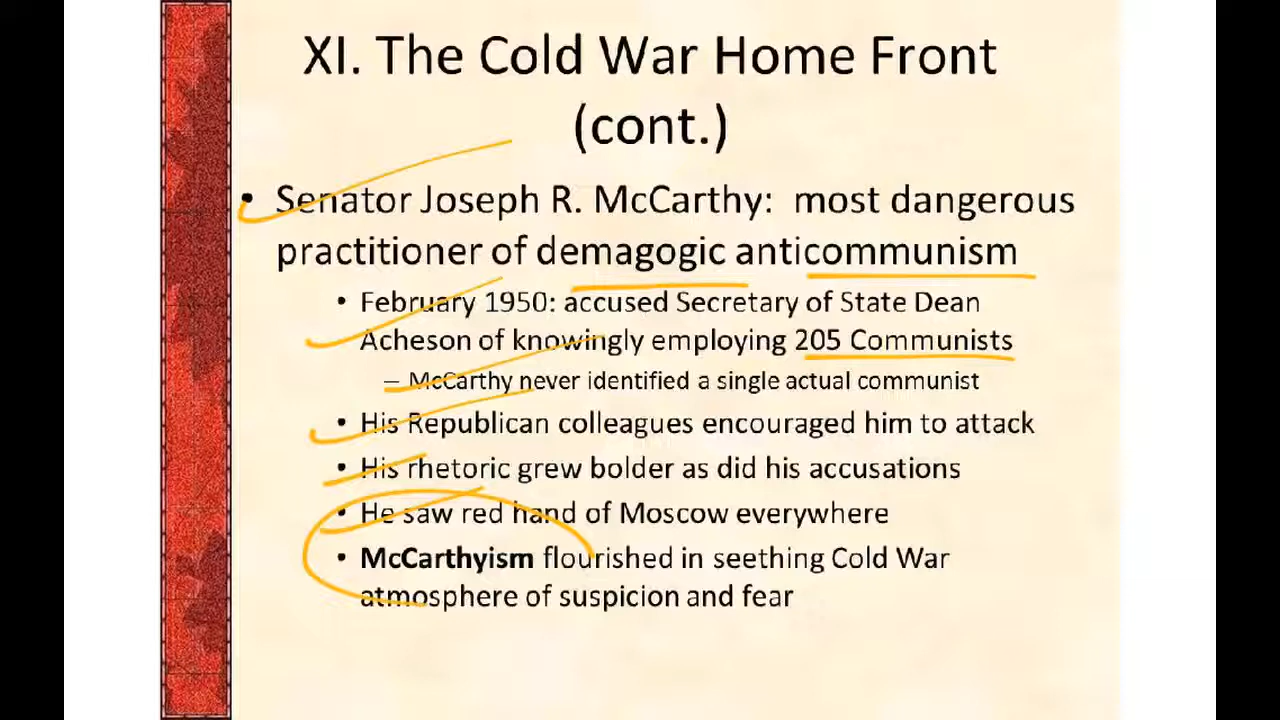 XI. The Cold War Home Front
(cont.)
• Senator Joseph R. McCarthy: most dangerous
practitioner of demagogic anticommunism
• February 1950: accused Secretary of State Dean
Acheson of knowingly employing 205 Communists
– McCarthy never identified a single actual communist
• His Republican colleagues encouraged him to attack
• His rhetoric grew bolder as did his accusations
• He saw red hand of Moscow everywhere
• McCarthyism flourished in seething Cold War
atmosphere of suspicion and fear